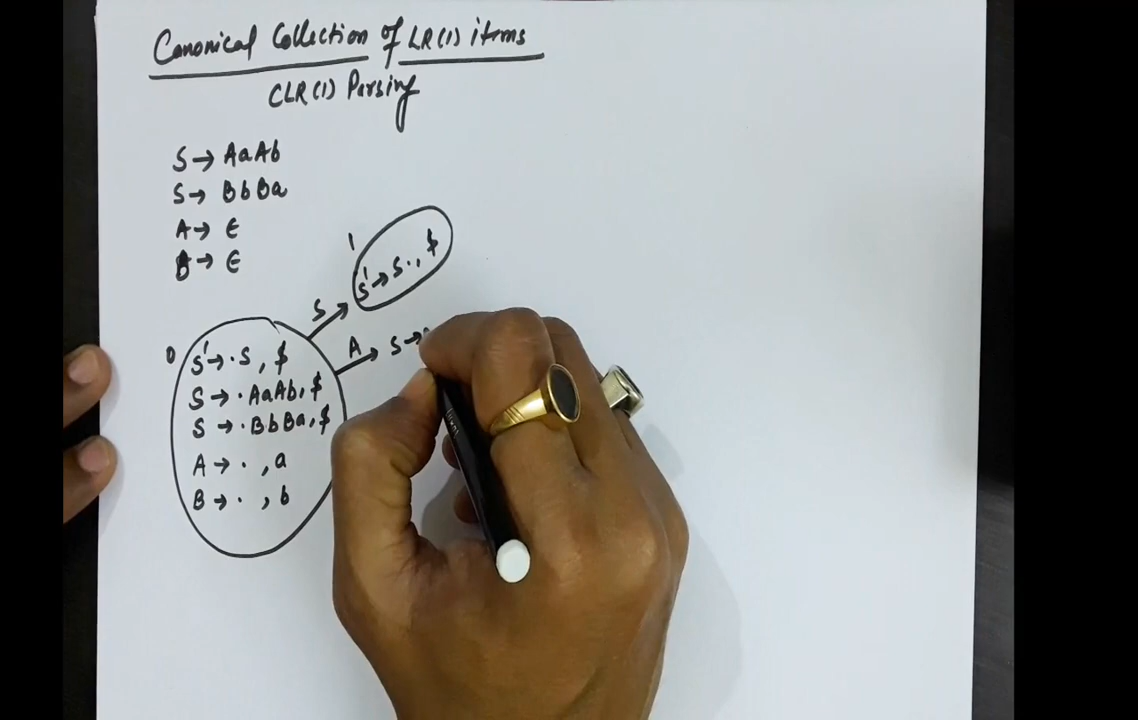 Canonical Collection of LR(1) items
CLR(1) Parsing
S → AaAb
S → BbBa
A → ϵ
B → ϵ
1
S' → S., $
S
A
S →
0
S' → .S, $
S → .AaAb, $
S → .BbBa, $
A → . , a
B → . , b